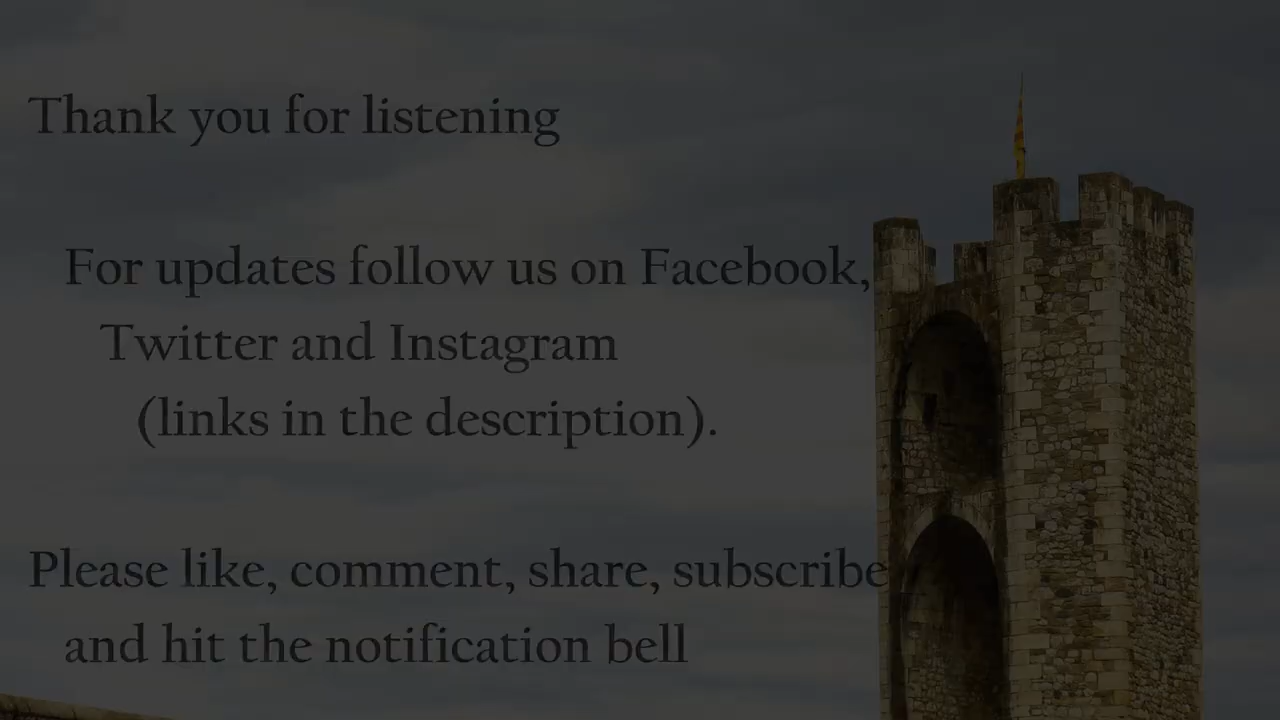 Thank you for listening
For updates follow us on Facebook,
Twitter and Instagram
(links in the description).
Please like, comment, share, subscribe
and hit the notification bell